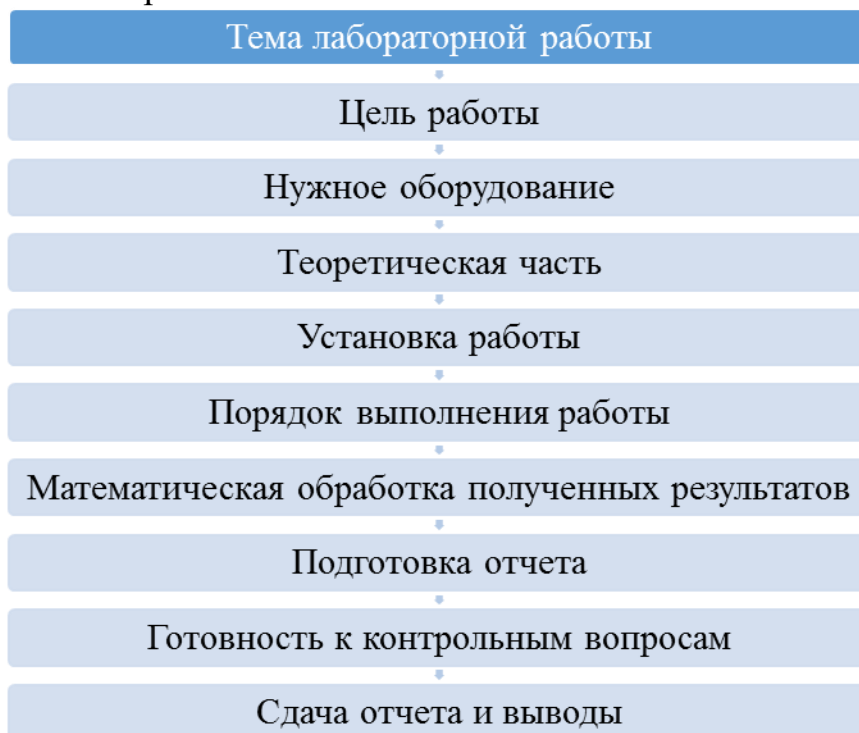 Тема лабораторной работы
Цель работы
Нужное оборудование
Теоретическая часть
Установка работы
Порядок выполнения работы
Математическая обработка полученных результатов
Подготовка отчета
Готовность к контрольным вопросам
Сдача отчета и выводы